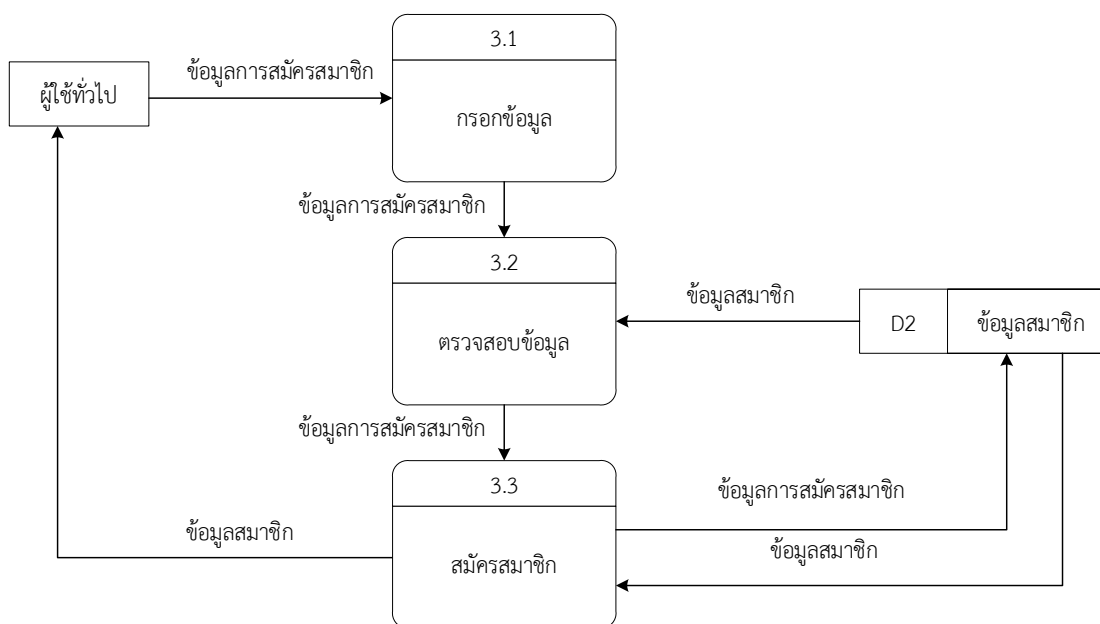 3.1
ผู้ใช้ทั่วไป
ข้อมูลการสมัครสมาชิก
กรอกข้อมูล
ข้อมูลการสมัครสมาชิก
3.2
ข้อมูลสมาชิก
D2
ข้อมูลสมาชิก
ตรวจสอบข้อมูล
ข้อมูลการสมัครสมาชิก
3.3
ข้อมูลการสมัครสมาชิก
ข้อมูลสมาชิก
ข้อมูลสมาชิก
สมัครสมาชิก